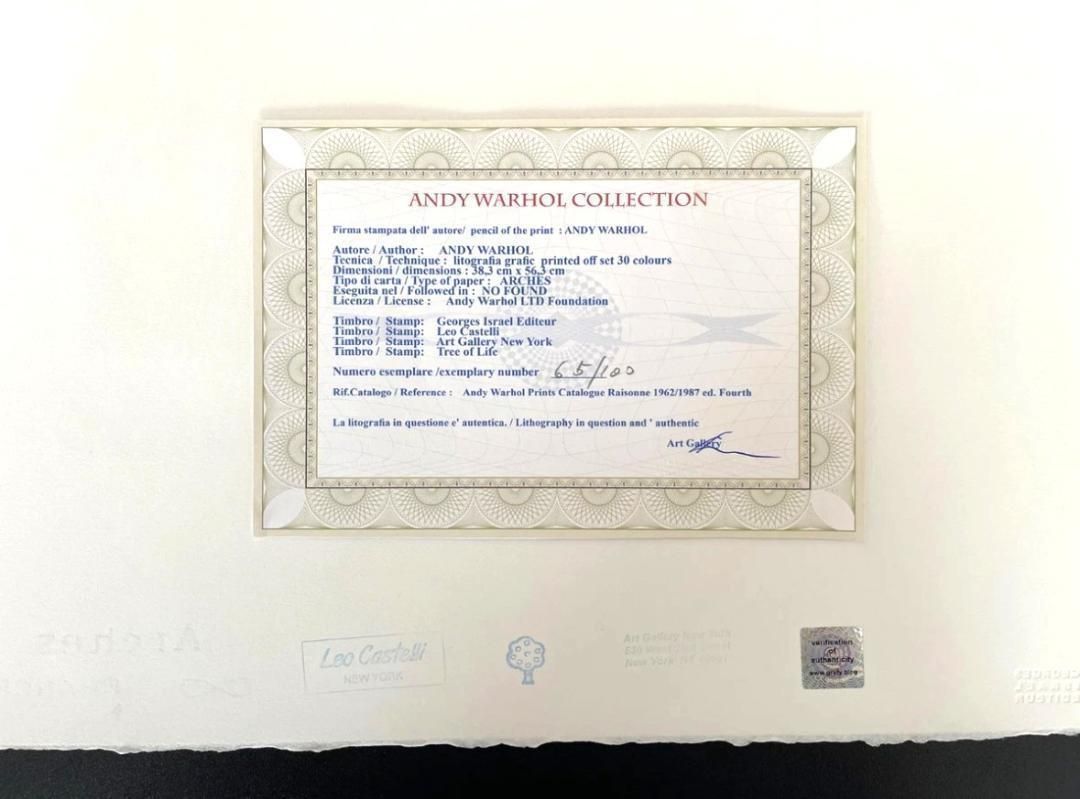 ANDY WARHOL COLLECTION
Firma stampata dell' autore/ pencil of the print : ANDY WARHOL
Autore / Author : ANDY WARHOL
Tecnica / Technique : litografia grafic printed off set 30 colours
Dimensioni / dimensions : 38,3 cm x 56,3 cm
Tipo di carta / Type of paper : ARCHES
Eseguita nel / Followed in : NO FOUND
Licenza / License : Andy Warhol LTD Foundation
Timbro / Stamp: Georges Israel Editeur
Timbro / Stamp: Leo Castelli
Timbro / Stamp: Art Gallery New York
Timbro / Stamp: Tree of Life
Numero esemplare /exemplary number 65/100
Rif.Catalogo / Reference : Andy Warhol Prints Catalogue Raisonne 1962/1987 ed. Fourth
La litografia in questione e' autentica. / Lithography in question and ' authentic
Art Gallery
Arches
Leo Castelli
NEW YORK
Art Gallery New York
New York
verification
of
authenticity
GEORGES
ISRAEL
EDITEUR